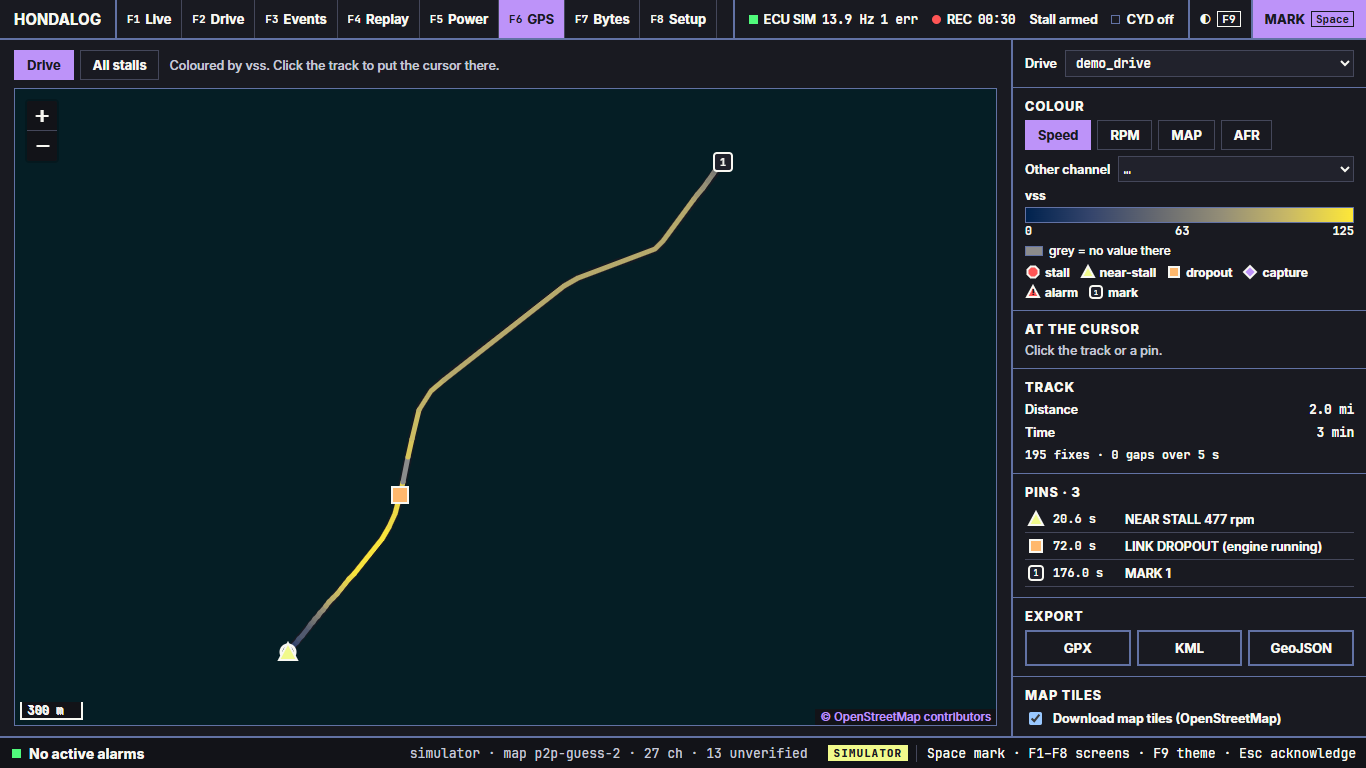 HONDALOG F1 Live F2 Drive F3 Events F4 Replay F5 Power F6 GPS F7 Bytes F8 Setup ECU SIM 13.9 Hz 1 err REC 00:30 Stall armed CYD off F9 MARK Space
Drive All stalls Coloured by vss. Click the track to put the cursor there.
+
−
1
300 m
© OpenStreetMap contributors
Drive demo_drive
COLOUR
Speed RPM MAP AFR
Other channel …
vss
0 63 125
grey = no value there
stall near-stall dropout capture
alarm 1 mark
AT THE CURSOR
Click the track or a pin.
TRACK
Distance 2.0 mi
Time 3 min
195 fixes · 0 gaps over 5 s
PINS · 3
20.6 s NEAR STALL 477 rpm
72.0 s LINK DROPOUT (engine running)
1 176.0 s MARK 1
EXPORT
GPX KML GeoJSON
MAP TILES
Download map tiles (OpenStreetMap)
No active alarms simulator · map p2p-guess-2 · 27 ch · 13 unverified SIMULATOR Space mark · F1–F8 screens · F9 theme · Esc acknowledge